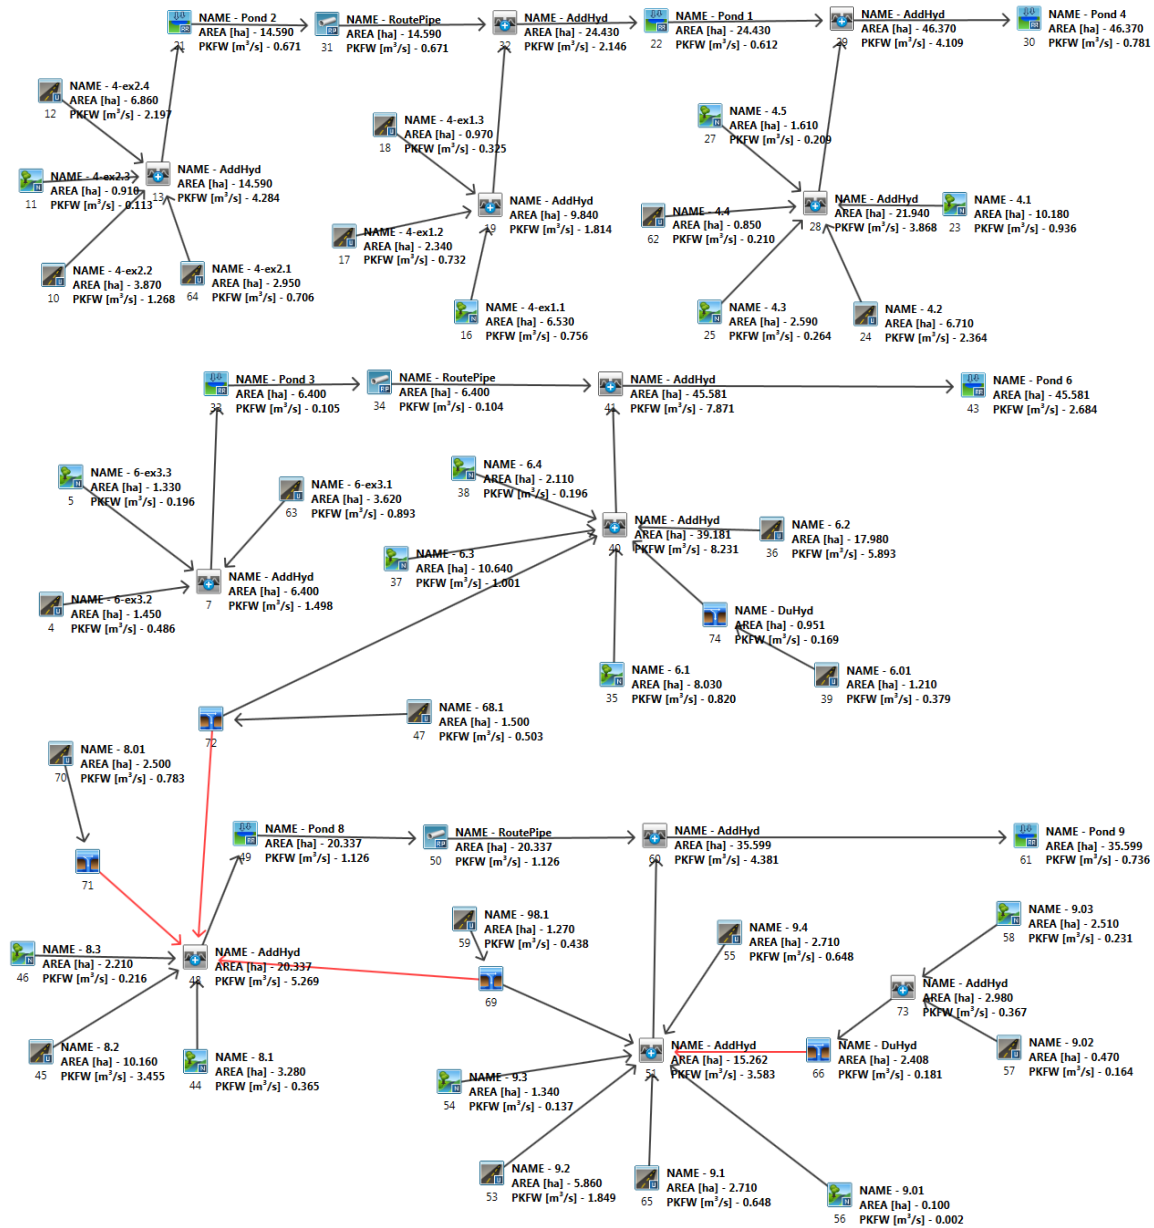 NAME - Pond 2
AREA [ha] - 14.590
PKFW [m³/s] - 0.671
21
NAME - RoutePipe
AREA [ha] - 14.590
PKFW [m³/s] - 0.671
31
NAME - AddHyd
AREA [ha] - 24.430
PKFW [m³/s] - 2.146
32
NAME - Pond 1
AREA [ha] - 24.430
PKFW [m³/s] - 0.612
22
NAME - AddHyd
AREA [ha] - 46.370
PKFW [m³/s] - 4.109
29
NAME - Pond 4
AREA [ha] - 46.370
PKFW [m³/s] - 0.781
30
NAME - 4-ex2.4
AREA [ha] - 6.860
PKFW [m³/s] - 2.197
12
NAME - 4-ex2.3
AREA [ha] - 0.910
PKFW [m³/s] - 0.113
11
NAME - AddHyd
AREA [ha] - 14.590
PKFW [m³/s] - 4.284
13
NAME - 4-ex2.2
AREA [ha] - 3.870
PKFW [m³/s] - 1.268
10
NAME - 4-ex2.1
AREA [ha] - 2.950
PKFW [m³/s] - 0.706
64
NAME - 4-ex1.3
AREA [ha] - 0.970
PKFW [m³/s] - 0.325
18
NAME - AddHyd
AREA [ha] - 9.840
PKFW [m³/s] - 1.814
19
NAME - 4-ex1.2
AREA [ha] - 2.340
PKFW [m³/s] - 0.732
17
NAME - 4-ex1.1
AREA [ha] - 6.530
PKFW [m³/s] - 0.756
16
NAME - 4.5
AREA [ha] - 1.610
PKFW [m³/s] - 0.209
27
NAME - 4.4
AREA [ha] - 0.850
PKFW [m³/s] - 0.210
62
NAME - AddHyd
AREA [ha] - 21.940
PKFW [m³/s] - 3.868
28
NAME - 4.1
AREA [ha] - 10.180
PKFW [m³/s] - 0.936
23
NAME - 4.3
AREA [ha] - 2.590
PKFW [m³/s] - 0.264
25
NAME - 4.2
AREA [ha] - 6.710
PKFW [m³/s] - 2.364
24
NAME - Pond 3
AREA [ha] - 6.400
PKFW [m³/s] - 0.105
33
NAME - RoutePipe
AREA [ha] - 6.400
PKFW [m³/s] - 0.104
34
NAME - AddHyd
AREA [ha] - 45.581
PKFW [m³/s] - 7.871
41
NAME - Pond 6
AREA [ha] - 45.581
PKFW [m³/s] - 2.684
43
NAME - 6-ex3.3
AREA [ha] - 1.330
PKFW [m³/s] - 0.196
5
NAME - 6-ex3.1
AREA [ha] - 3.620
PKFW [m³/s] - 0.893
63
NAME - AddHyd
AREA [ha] - 6.400
PKFW [m³/s] - 1.498
7
NAME - 6-ex3.2
AREA [ha] - 1.450
PKFW [m³/s] - 0.486
4
NAME - 6.4
AREA [ha] - 2.110
PKFW [m³/s] - 0.196
38
NAME - AddHyd
AREA [ha] - 39.181
PKFW [m³/s] - 8.231
40
NAME - 6.2
AREA [ha] - 17.980
PKFW [m³/s] - 5.893
36
NAME - 6.3
AREA [ha] - 10.640
PKFW [m³/s] - 1.001
37
NAME - DuHyd
AREA [ha] - 0.951
PKFW [m³/s] - 0.169
74
NAME - 6.1
AREA [ha] - 8.030
PKFW [m³/s] - 0.820
35
NAME - 6.01
AREA [ha] - 1.210
PKFW [m³/s] - 0.379
39
72
NAME - 68.1
AREA [ha] - 1.500
PKFW [m³/s] - 0.503
47
NAME - 8.01
AREA [ha] - 2.500
PKFW [m³/s] - 0.783
70
71
NAME - Pond 8
AREA [ha] - 20.337
PKFW [m³/s] - 1.126
49
NAME - RoutePipe
AREA [ha] - 20.337
PKFW [m³/s] - 1.126
50
NAME - AddHyd
AREA [ha] - 35.599
PKFW [m³/s] - 4.381
60
NAME - Pond 9
AREA [ha] - 35.599
PKFW [m³/s] - 0.736
61
NAME - 8.3
AREA [ha] - 2.210
PKFW [m³/s] - 0.216
46
NAME - AddHyd
AREA [ha] - 20.337
PKFW [m³/s] - 5.269
48
NAME - 98.1
AREA [ha] - 1.270
PKFW [m³/s] - 0.438
59
69
NAME - 9.4
AREA [ha] - 2.710
PKFW [m³/s] - 0.648
55
NAME - 9.03
AREA [ha] - 2.510
PKFW [m³/s] - 0.231
58
NAME - AddHyd
AREA [ha] - 2.980
PKFW [m³/s] - 0.367
73
NAME - 8.2
AREA [ha] - 10.160
PKFW [m³/s] - 3.455
45
NAME - 8.1
AREA [ha] - 3.280
PKFW [m³/s] - 0.365
44
NAME - AddHyd
AREA [ha] - 15.262
PKFW [m³/s] - 3.583
51
NAME - DuHyd
AREA [ha] - 2.408
PKFW [m³/s] - 0.181
66
NAME - 9.02
AREA [ha] - 0.470
PKFW [m³/s] - 0.164
57
NAME - 9.3
AREA [ha] - 1.340
PKFW [m³/s] - 0.137
54
NAME - 9.2
AREA [ha] - 5.860
PKFW [m³/s] - 1.849
53
NAME - 9.1
AREA [ha] - 2.710
PKFW [m³/s] - 0.648
65
NAME - 9.01
AREA [ha] - 0.100
PKFW [m³/s] - 0.002
56